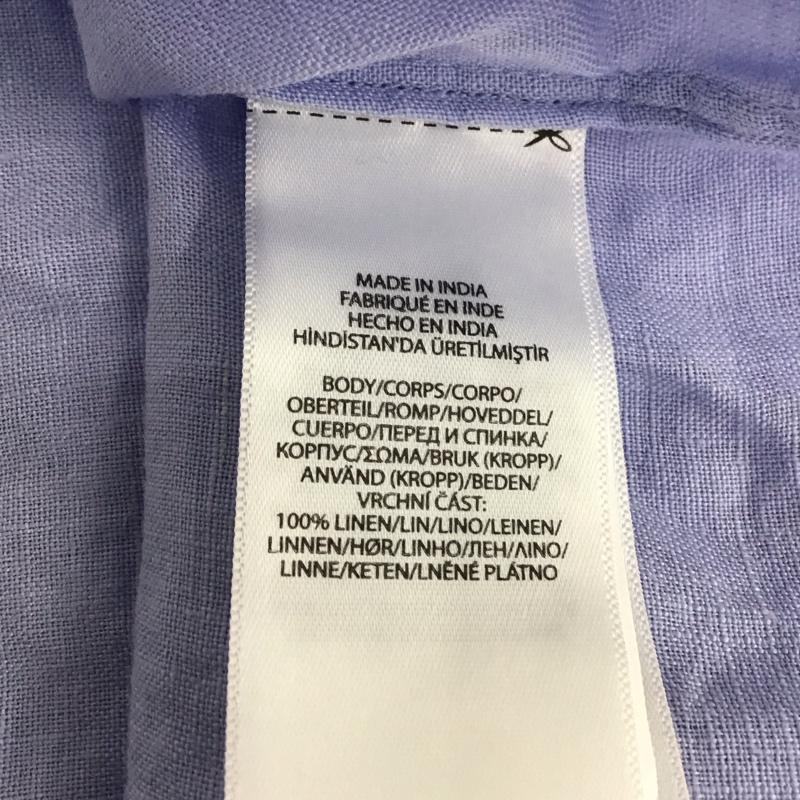 MADE IN INDIA
FABRIQUÉ EN INDE
HECHO EN INDIA
HİNDİSTAN'DA ÜRETİLMİŞTİR
BODY/CORPS/CORPO/
OBERTEIL/ROMP/HOVEDDEL/
CUERPO/ПЕРЕД И СПИНКА/
КОРПУС/ΣΩΜΑ/BRUK (KROPP)/
ANVÄND (KROPP)/BEDEN/
VRCHNÍ ČÁST:
100% LINEN/LIN/LINO/LEINEN/
LINNEN/HØR/LINHO/ЛЕН/ΛΙΝΟ/
LINNE/KETEN/LNĚNÉ PLÁTNO